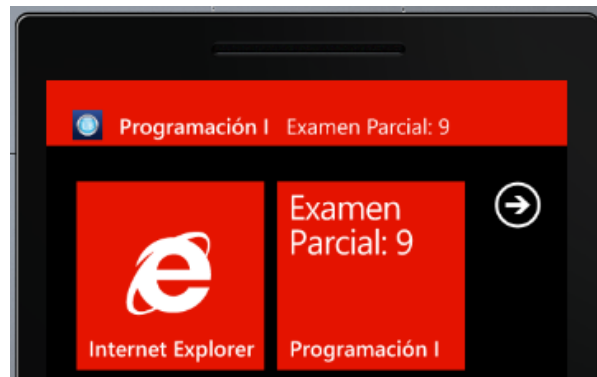 Programación I Examen Parcial: 9
Examen
Parcial: 9
Internet Explorer
Programación I